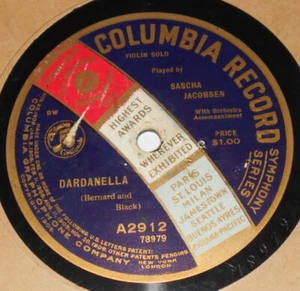 COLUMBIA RECORD
VIOLIN SOLO
Played by
SASCHA
JACOBSEN
With Orchestra
Accompaniment
PRICE
$1.00
SYMPHONY
SERIES
HIGHEST
AWARDS
WHEREVER
EXHIBITED
PARIS
ST. LOUIS
MILAN
JAMESTOWN
SEATTLE
BUENOS AYRES
PANAMA-PACIFIC
DARDANELLA
(Bernard and
Black)
A2912
78979
COLUMBIA GRAPHOPHONE COMPANY
NEW YORK
LONDON